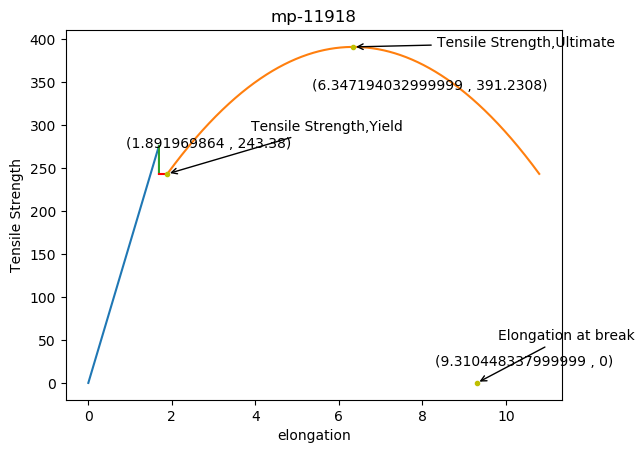 mp-11918
400
350
300
250
200
150
100
50
0
Tensile Strength
Tensile Strength,Ultimate
(6.347194032999999 , 391.2308)
Tensile Strength,Yield
(1.891969864 , 243.38)
Elongation at break
(9.310448337999999 , 0)
0 2 4 6 8 10
elongation